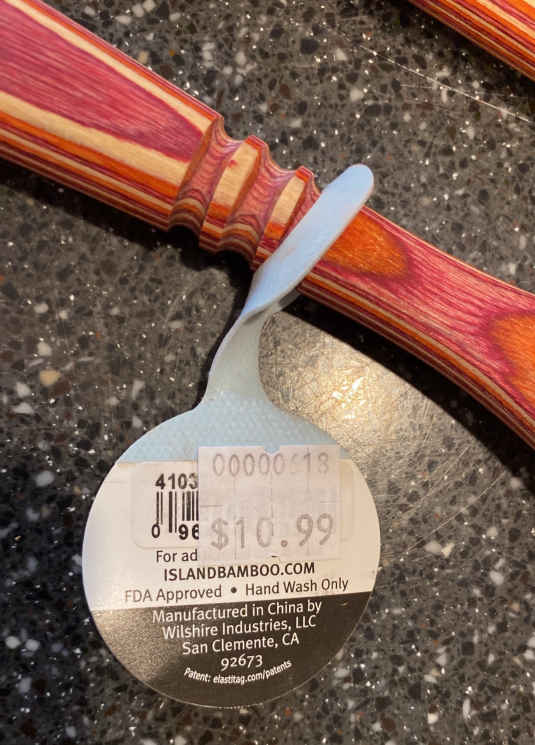 00000618
4103
$10.99
0 96
For ad
ISLANDBAMBOO.COM
FDA Approved • Hand Wash Only
Manufactured in China by
Wilshire Industries, LLC
San Clemente, CA
92673
Patent: elastitag.com/patents